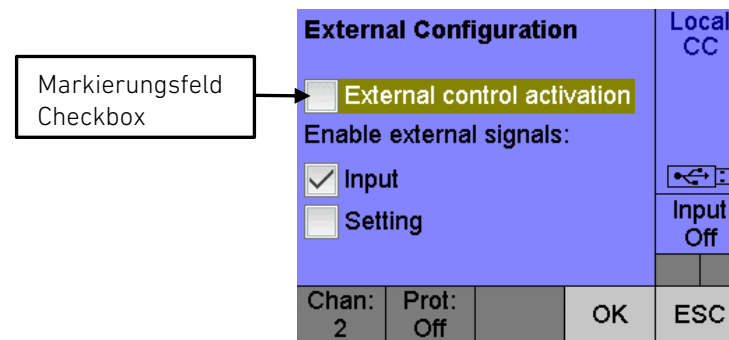 Markierungsfeld
Checkbox
External Configuration
External control activation
Enable external signals:
Input
Setting
Local
CC
Input
Off
Chan:
2
Prot:
Off
OK
ESC